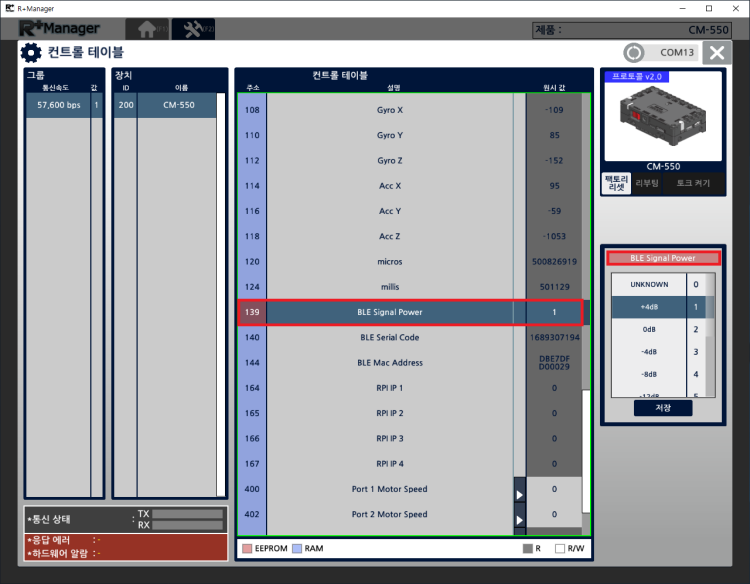 R+Manager
R+Manager
[F1]
[F2]
제품 :
CM-550
컨트롤 테이블
COM13
그룹
통신속도 값
57,600 bps 1
장치
ID 이름
200 CM-550
컨트롤 테이블
주소 설명 원시 값
108 Gyro X -109
110 Gyro Y 85
112 Gyro Z -152
114 Acc X 95
116 Acc Y -59
118 Acc Z -1053
120 micros 500826919
124 millis 501129
139 BLE Signal Power 1
140 BLE Serial Code 1689307194
144 BLE Mac Address DBE7DF
D00029
164 RPI IP 1 0
165 RPI IP 2 0
166 RPI IP 3 0
167 RPI IP 4 0
400 Port 1 Motor Speed 0
402 Port 2 Motor Speed 0
EEPROM RAM R R/W
프로토콜 v2.0
CM-550
팩토리
리셋
리부팅
토크 켜기
BLE Signal Power
UNKNOWN 0
+4dB 1
0dB 2
-4dB 3
-8dB 4
-12dB 5
저장
*통신 상태 : TX
RX
*응답 에러 : -
*하드웨어 알람 : -